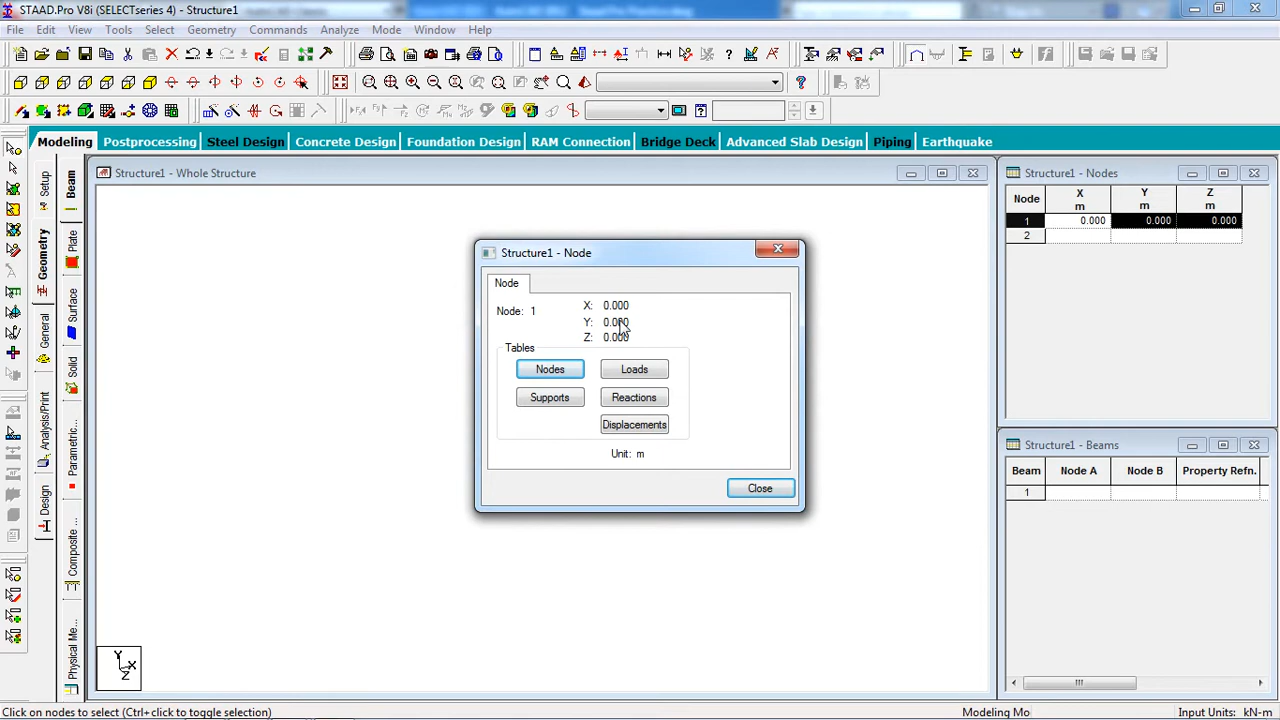 STAAD.Pro V8i (SELECTseries 4) - Structure1
File Edit View Tools Select Geometry Commands Analyze Mode Window Help
Modeling Postprocessing Steel Design Concrete Design Foundation Design RAM Connection Bridge Deck Advanced Slab Design Piping Earthquake
Setup
Geometry
General
Analysis/Print
Design
Beam
Plate
Surface
Solid
Parametric...
Composite ...
Physical Me...
Structure1 - Whole Structure
Structure1 - Node
Node
Node: 1
X: 0.000
Y: 0.000
Z: 0.000
Tables
Nodes Loads
Supports Reactions
Displacements
Unit: m
Close
Structure1 - Nodes
Node X m Y m Z m
1 0.000 0.000 0.000
2
Structure1 - Beams
Beam Node A Node B Property Refn.
1
Y
X
Z
Click on nodes to select (Ctrl+click to toggle selection) Modeling Mo Input Units: kN-m